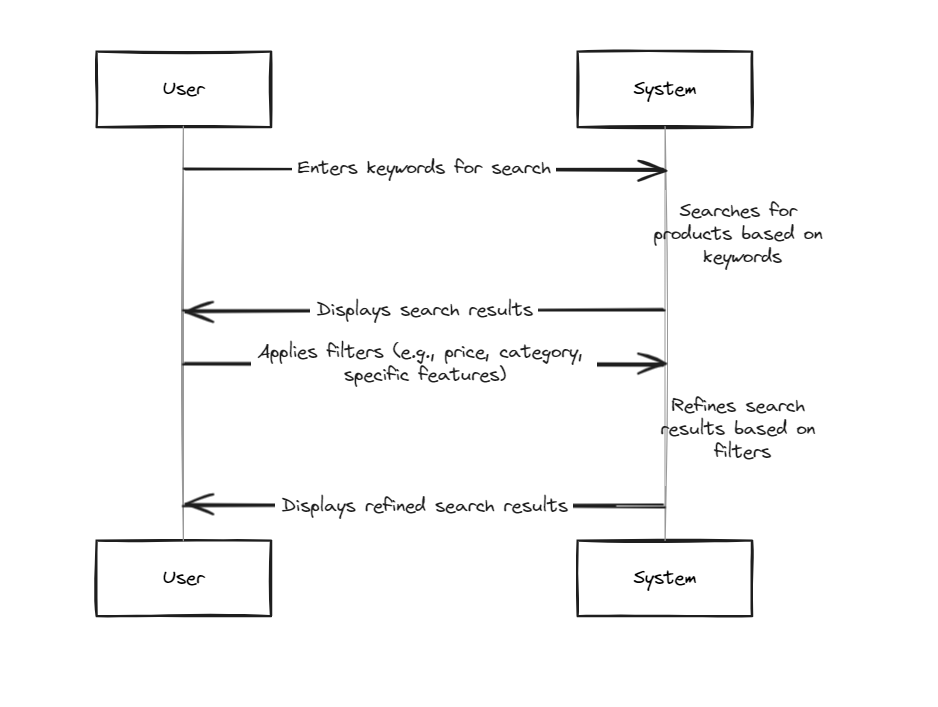 User
System
Enters keywords for search
Searches for
products based on
keywords
Displays search results
Applies filters (e.g., price, category,
specific features)
Refines search
results based on
filters
Displays refined search results
User
System